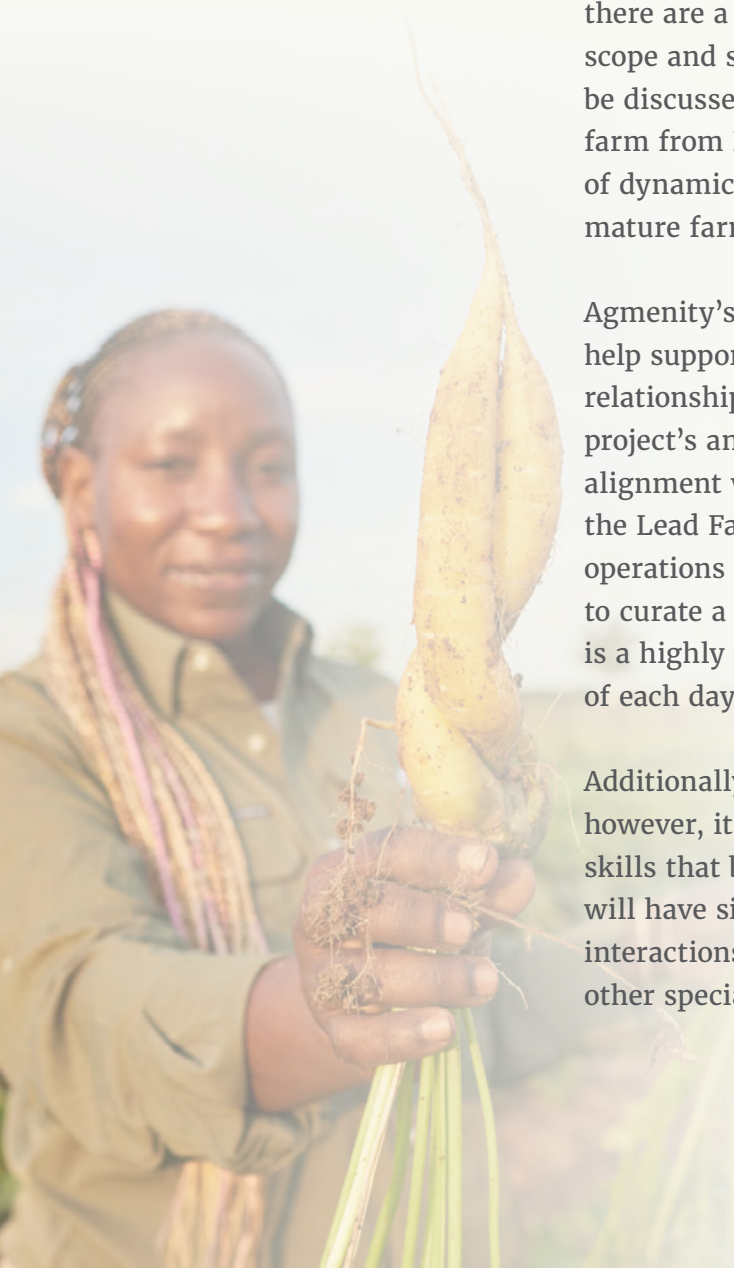 there are a
scope and
be discusse
farm from
of dynamic
mature farm
Agmenity’s
help suppor
relationship
project’s an
alignment
the Lead Fa
operations
to curate a
is a highly
of each day
Additionally
however, it
skills that
will have si
interactions
other specia